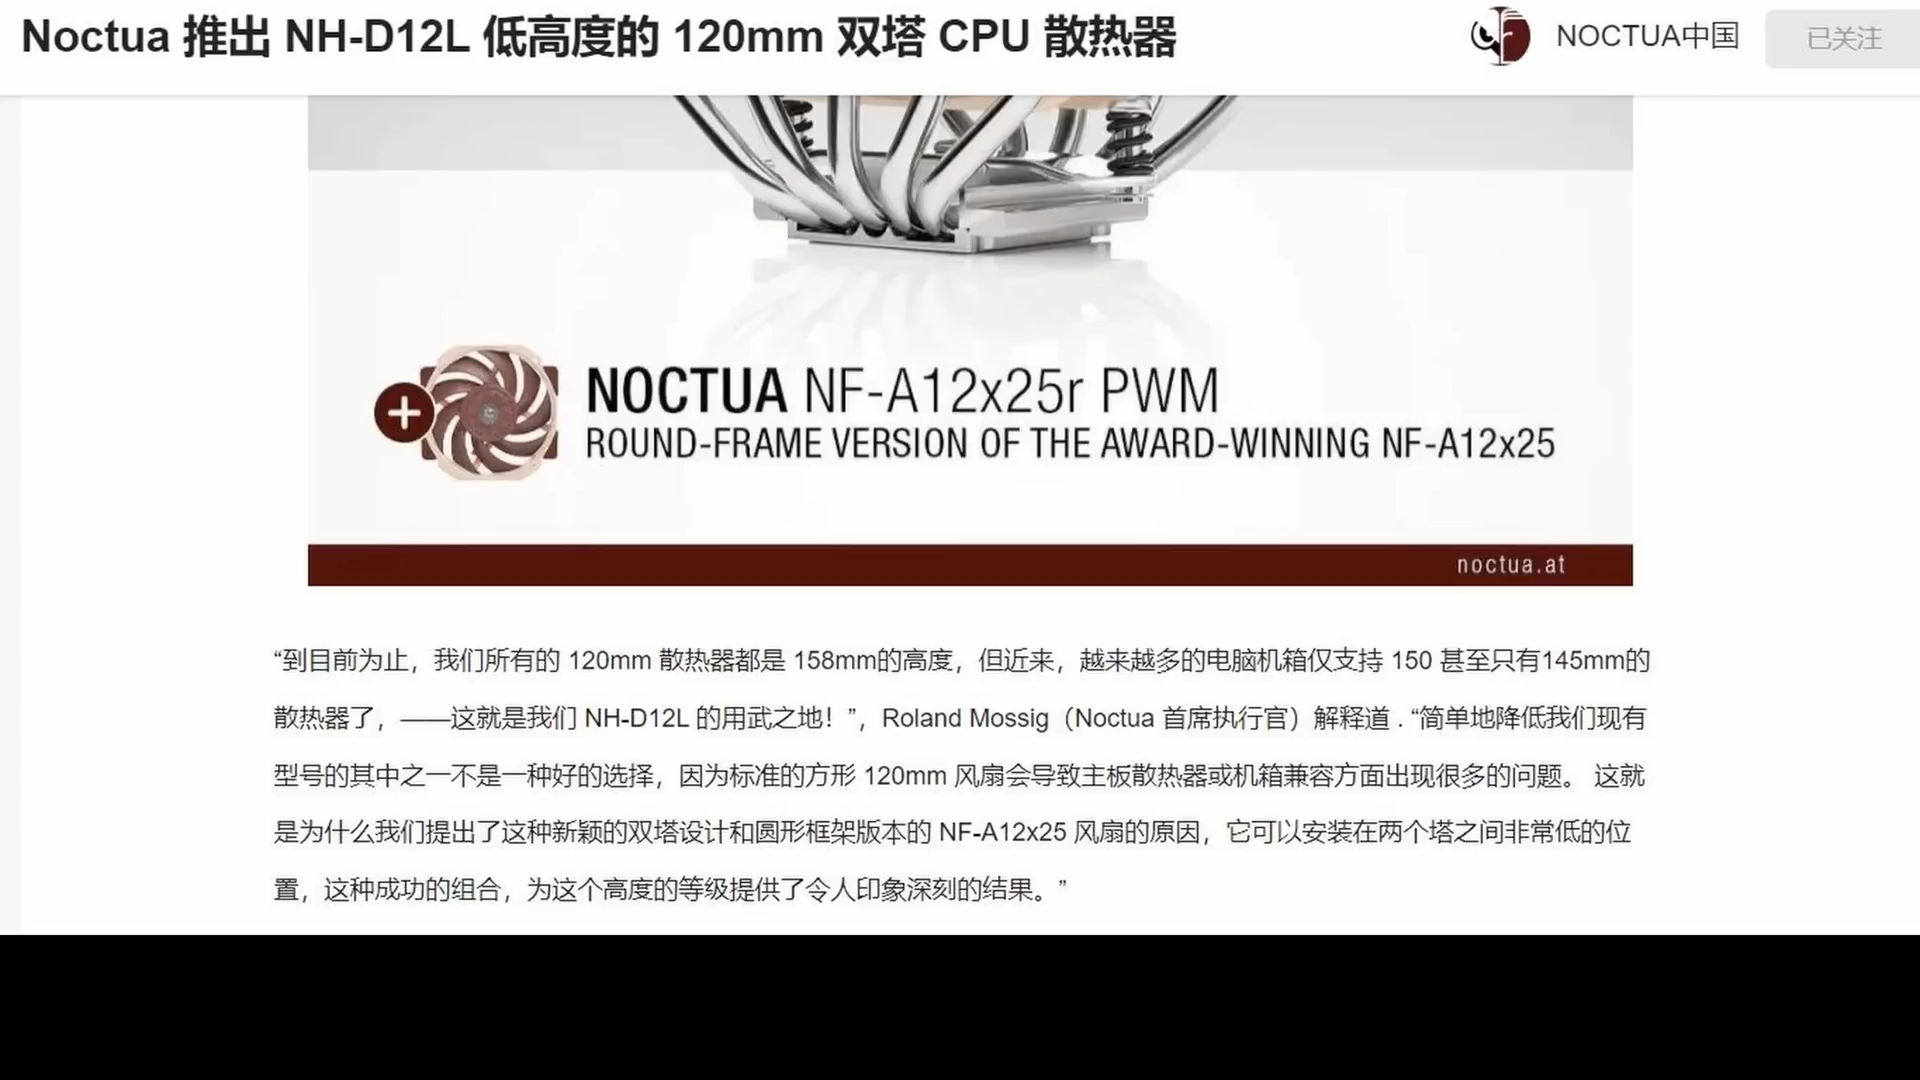 Noctua 推出 NH-D12L 低高度的 120mm 双塔 CPU 散热器
NOCTUA中国
已关注
NOCTUA NF-A12x25r PWM
ROUND-FRAME VERSION OF THE AWARD-WINNING NF-A12x25
noctua.at
“到目前为止，我们所有的 120mm 散热器都是 158mm的高度，但近来，越来越多的电脑机箱仅支持 150 甚至只有145mm的
散热器了，——这就是我们 NH-D12L 的用武之地！”，Roland Mossig（Noctua 首席执行官）解释道 . “简单地降低我们现有
型号的其中之一不是一种好的选择，因为标准的方形 120mm 风扇会导致主板散热器或机箱兼容方面出现很多的问题。 这就
是为什么我们提出了这种新颖的双塔设计和圆形框架版本的 NF-A12x25 风扇的原因，它可以安装在两个塔之间非常低的位
置，这种成功的组合，为这个高度的等级提供了令人印象深刻的结果。”